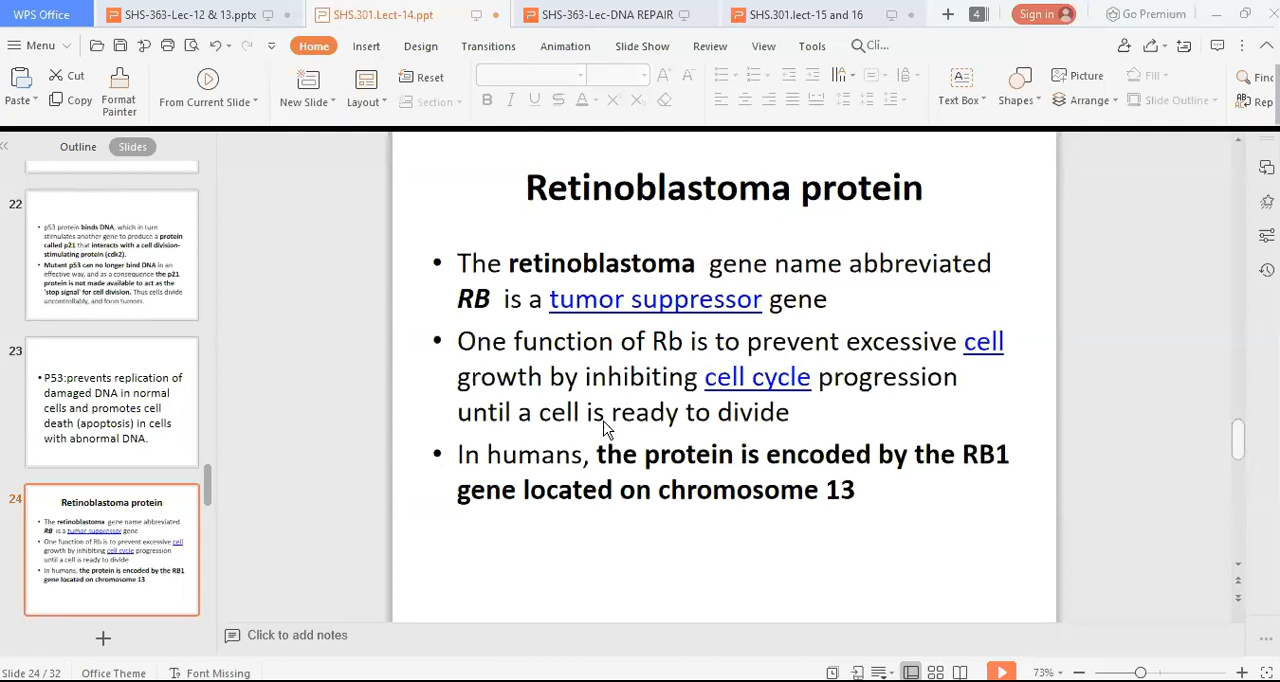 WPS Office
SHS-363-Lec-12 & 13.pptx
SHS.301.Lect-14.ppt
SHS-363-Lec-DNA REPAIR
SHS.301.lect-15 and 16
4
Sign in
Go Premium
Menu
Home
Insert
Design
Transitions
Animation
Slide Show
Review
View
Tools
Cli...
Paste
Cut
Copy
Format
Painter
From Current Slide
New Slide
Layout
Reset
Section
B I U S A
Text Box
Shapes
Picture
Arrange
Fill
Slide Outline
Rep
Outline
Slides
22
p53 protein binds DNA, which in turn
stimulates another gene to produce a protein
called p21 that interacts with a cell division-
stimulating protein (cdk2).
Mutant p53 can no longer bind DNA in an
effective way, and as a consequence the p21
protein is not made available to act as the
'stop signal' for cell division. Thus cells divide
uncontrollably, and form tumors.
23
• P53:prevents replication of
damaged DNA in normal
cells and promotes cell
death (apoptosis) in cells
with abnormal DNA.
24
Retinoblastoma protein
The retinoblastoma gene name abbreviated
RB is a tumor suppressor gene
One function of Rb is to prevent excessive cell
growth by inhibiting cell cycle progression
until a cell is ready to divide
In humans, the protein is encoded by the RB1
gene located on chromosome 13
Retinoblastoma protein
• The retinoblastoma gene name abbreviated
RB is a tumor suppressor gene
• One function of Rb is to prevent excessive cell
growth by inhibiting cell cycle progression
until a cell is ready to divide
• In humans, the protein is encoded by the RB1
gene located on chromosome 13
Click to add notes
Slide 24 / 32
Office Theme
Font Missing
73%